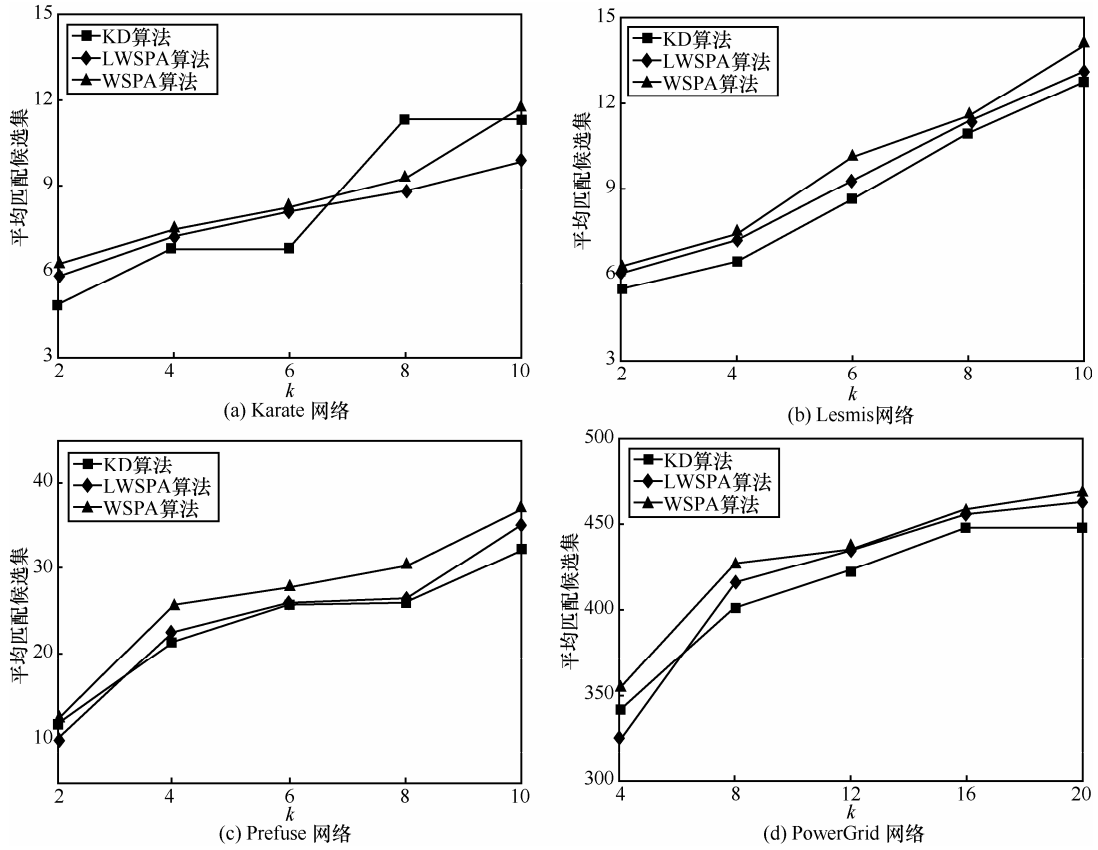 15
12
9
6
3
平均匹配候选集
KD算法
LWSPA算法
WSPA算法
2 4 6 8 10
k
(a) Karate 网络
15
12
9
6
3
平均匹配候选集
KD算法
LWSPA算法
WSPA算法
2 4 6 8 10
k
(b) Lesmis网络
40
30
20
10
平均匹配候选集
KD算法
LWSPA算法
WSPA算法
2 4 6 8 10
k
(c) Prefuse 网络
500
450
400
350
300
平均匹配候选集
KD算法
LWSPA算法
WSPA算法
4 8 12 16 20
k
(d) PowerGrid 网络